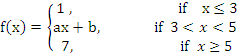 f(x) = { 1 , if x ≤ 3
ax + b, if 3 < x < 5
7, if x ≥ 5